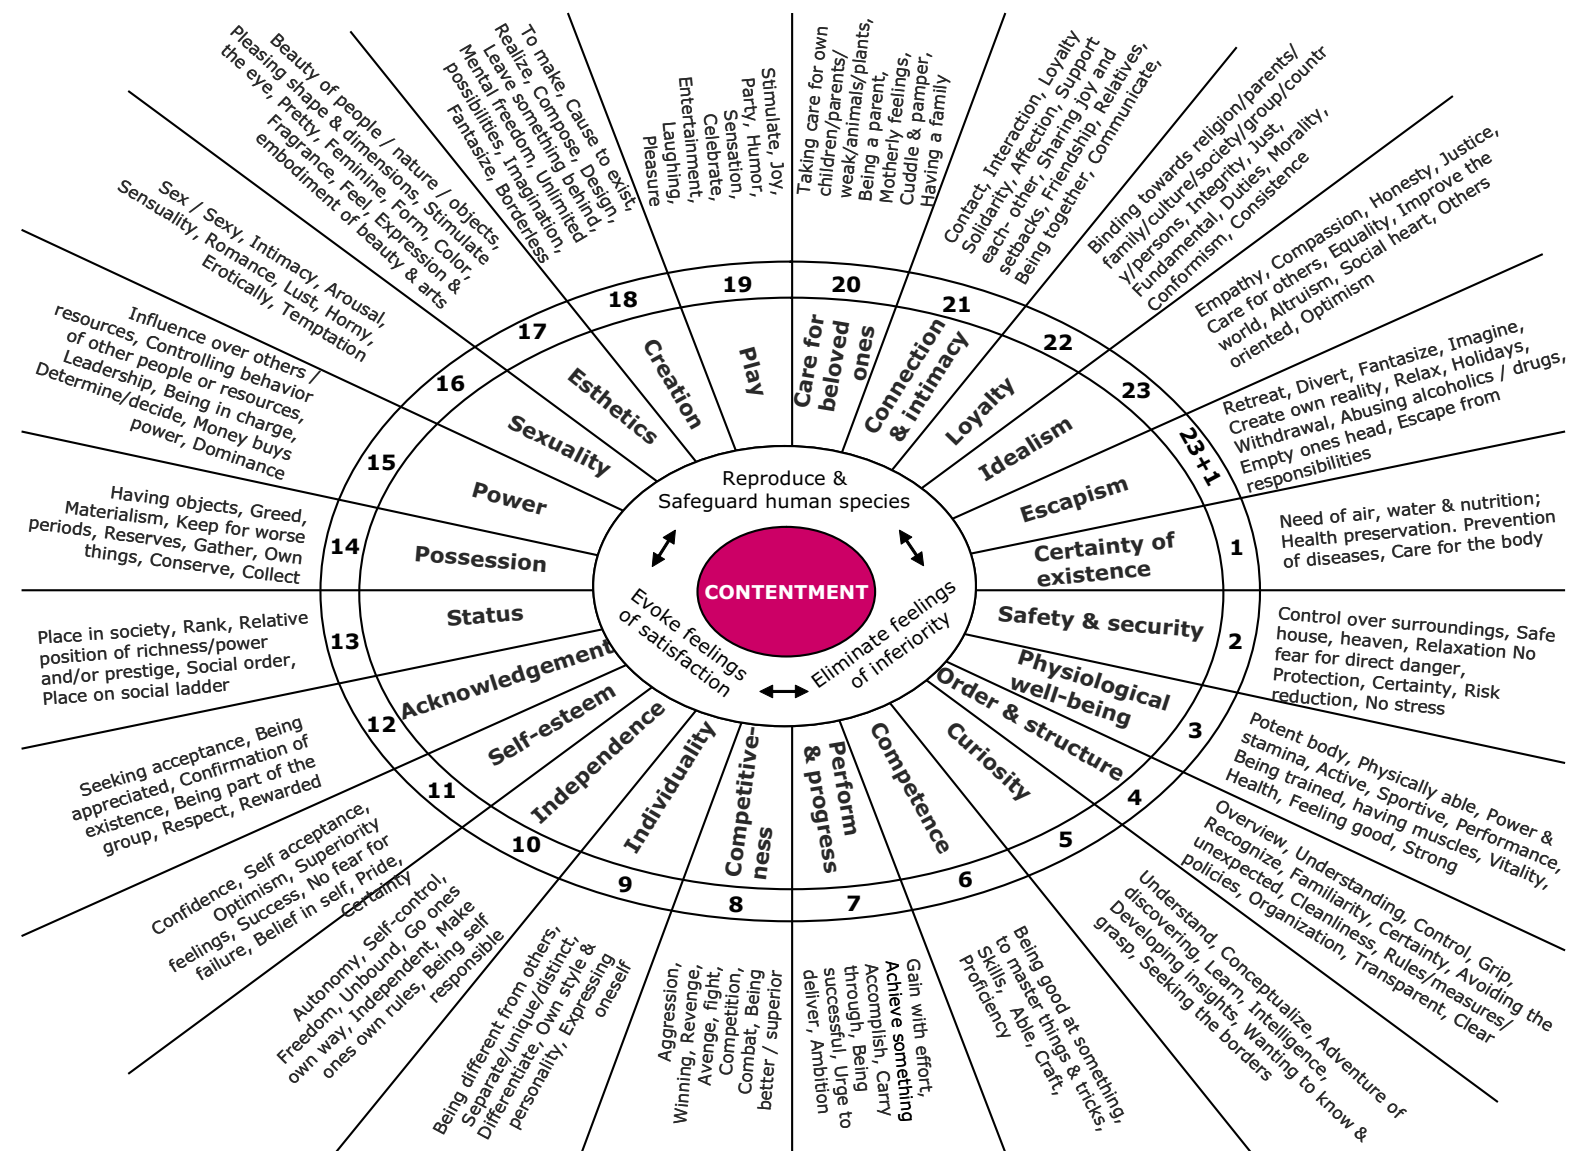 Reproduce &
Safeguard human species
CONTENTMENT
Evoke feelings
of satisfaction
Eliminate feelings
of inferiority
1
Certainty of
existence
Need of air, water & nutrition;
Health preservation. Prevention
of diseases, Care for the body
2
Safety & security
Control over surroundings, Safe
house, heaven, Relaxation No
fear for direct danger,
Protection, Certainty, Risk
reduction, No stress
3
Physiological
well-being
Potent body, Physically able, Power &
stamina, Active, Sportive, Performance,
Being trained, having muscles, Vitality,
Health, Feeling good, Strong
4
Order & structure
Overview, Understanding, Control, Grip,
Recognize, Familiarity, Certainty, Avoiding the
unexpected, Cleanliness, Rules/measures/
policies, Organization, Transparent, Clear
5
Curiosity
Understand, Conceptualize, Adventure of
discovering, Learn, Intelligence,
Developing insights, Wanting to know &
grasp, Seeking the borders
6
Competence
Being good at something,
to master things & tricks,
Skills, Able, Craft,
Proficiency
7
Perform
& progress
Gain with effort,
Achieve something
Accomplish, Carry
through, Being
successful, Urge to
deliver, Ambition
8
Competitive-
ness
Aggression,
Winning, Revenge,
Avenge, fight,
Competition,
Combat, Being
better / superior
9
Individuality
Being different from others,
Separate/unique/distinct,
Differentiate, Own style &
personality, Expressing
oneself
10
Independence
Autonomy, Self-control,
Freedom, Unbound, Go ones
own way, Independent, Make
ones own rules, Being self
responsible
11
Self-esteem
Confidence, Self acceptance,
Optimism, Superiority
feelings, Success, No fear for
failure, Belief in self, Pride,
Certainty
12
Acknowledgement
Seeking acceptance, Being
appreciated, Confirmation of
existence, Being part of the
group, Respect, Rewarded
13
Status
Place in society, Rank, Relative
position of richness/power
and/or prestige, Social order,
Place on social ladder
14
Possession
Having objects, Greed,
Materialism, Keep for worse
periods, Reserves, Gather, Own
things, Conserve, Collect
15
Power
Influence over others /
resources, Controlling behavior
of other people or resources,
Leadership, Being in charge,
Determine/decide, Money buys
power, Dominance
16
Sexuality
Sex / Sexy, Intimacy, Arousal,
Sensuality, Romance, Lust, Horny,
Erotically, Temptation
17
Esthetics
Beauty of people / nature / objects,
Pleasing shape & dimensions, Stimulate
the eye, Pretty, Feminine, Form, Color,
Fragrance, Feel, Expression &
embodiment of beauty & arts
18
Creation
To make, Cause to exist,
Realize, Compose, Design,
Leave something behind,
Mental freedom, Unlimited
possibilities, Imagination,
Fantasize, Borderless
19
Play
Stimulate, Joy,
Party, Humor,
Sensation,
Celebrate,
Entertainment,
Laughing,
Pleasure
20
Care for
beloved
ones
Taking care for own
children/parents/
weak/animals/plants,
Being a parent,
Motherly feelings,
Cuddle & pamper,
Having a family
21
Connection
& intimacy
Contact, Interaction, Loyalty
Solidarity, Affection, Support
each- other, Sharing joy and
setbacks, Friendship, Relatives,
Being together, Communicate,
22
Loyalty
Binding towards religion/parents/
family/culture/society/group/countr
y/persons, Integrity, Just,
Fundamental, Duties, Morality,
Conformism, Consistence
23
Idealism
Empathy, Compassion, Honesty, Justice,
Care for others, Equality, Improve the
world, Altruism, Social heart, Others
oriented, Optimism
23+1
Escapism
Retreat, Divert, Fantasize, Imagine,
Create own reality, Relax, Holidays,
Withdrawal, Abusing alcoholics / drugs,
Empty ones head, Escape from
responsibilities